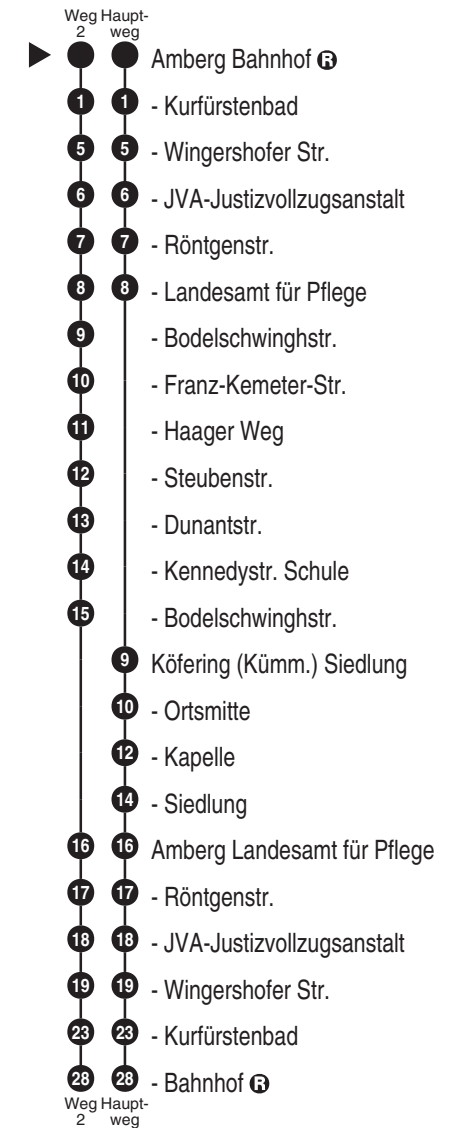 Weg Haupt-
2 weg
Amberg Bahnhof R
1 1 - Kurfürstenbad
5 5 - Wingershofer Str.
6 6 - JVA-Justizvollzugsanstalt
7 7 - Röntgenstr.
8 8 - Landesamt für Pflege
9 - Bodelschwinghstr.
10 - Franz-Kemeter-Str.
11 - Haager Weg
12 - Steubenstr.
13 - Dunantstr.
14 - Kennedystr. Schule
15 - Bodelschwinghstr.
9 Köfering (Kümm.) Siedlung
10 - Ortsmitte
12 - Kapelle
14 - Siedlung
16 16 Amberg Landesamt für Pflege
17 17 - Röntgenstr.
18 18 - JVA-Justizvollzugsanstalt
19 19 - Wingershofer Str.
23 23 - Kurfürstenbad
28 28 - Bahnhof R
Weg Haupt-
2 weg